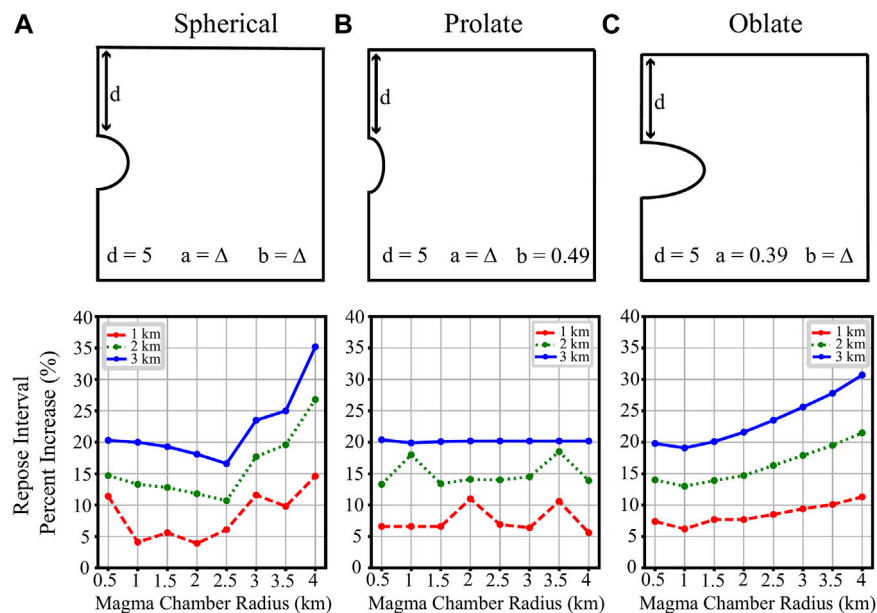 A Spherical
B Prolate
C Oblate
d
d
d
d = 5 a = Δ b = Δ
d = 5 a = Δ b = 0.49
d = 5 a = 0.39 b = Δ
Repose Interval
Percent Increase (%)
40
35
30
25
20
15
10
5
0
1 km
2 km
3 km
0.5 1 1.5 2 2.5 3 3.5 4
Magma Chamber Radius (km)
40
35
30
25
20
15
10
5
0
1 km
2 km
3 km
0.5 1 1.5 2 2.5 3 3.5 4
Magma Chamber Radius (km)
40
35
30
25
20
15
10
5
0
1 km
2 km
3 km
0.5 1 1.5 2 2.5 3 3.5 4
Magma Chamber Radius (km)